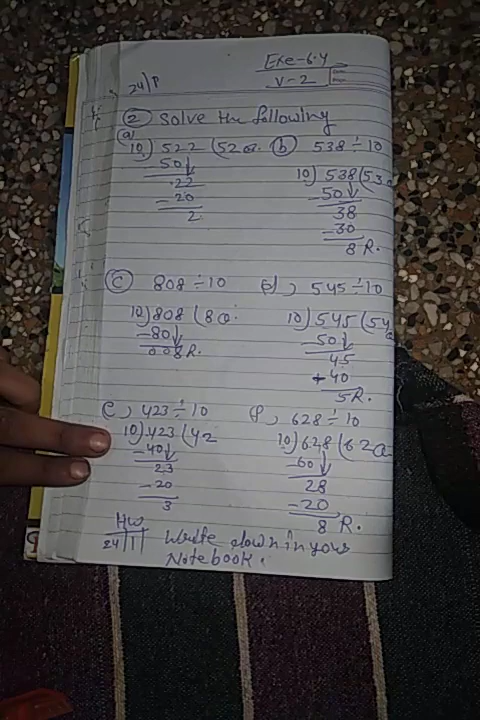 Exe-6.4
24/P V-2
② Solve the following
(a)
10) 522 (52Q. (b) 538 ÷ 10
-50 10) 538 (53
22 -50
-20 38
2 -30
8 R.
(c) 808 ÷ 10 d), 545 ÷ 10
10) 808 (8Q. 10) 545 (54
-80 -50
008R. 45
-40
5R.
e), 423 ÷ 10 f), 628 ÷ 10
10) 423 (42 10) 628 (62Q
-40 -60
23 28
-20 -20
3 8 R.
HW
24/1 Write down in your
Notebook.